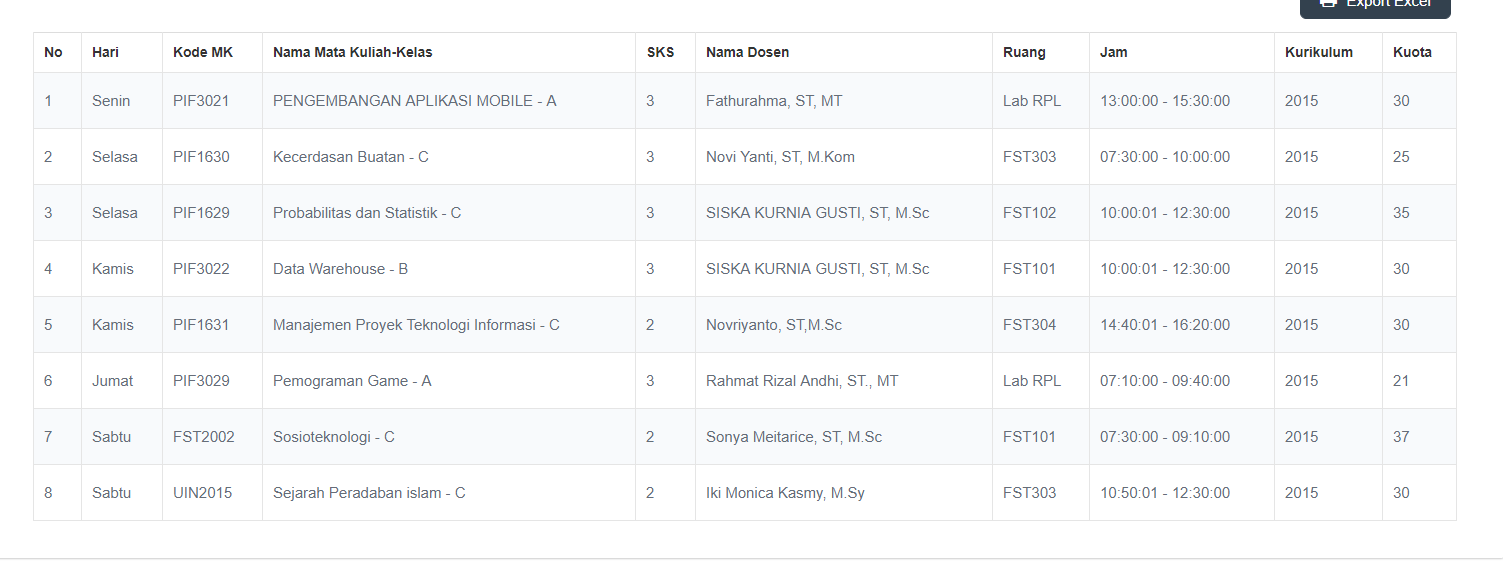 Export Excel
No Hari Kode MK Nama Mata Kuliah-Kelas SKS Nama Dosen Ruang Jam Kurikulum Kuota
1 Senin PIF3021 PENGEMBANGAN APLIKASI MOBILE - A 3 Fathurahma, ST, MT Lab RPL 13:00:00 - 15:30:00 2015 30
2 Selasa PIF1630 Kecerdasan Buatan - C 3 Novi Yanti, ST, M.Kom FST303 07:30:00 - 10:00:00 2015 25
3 Selasa PIF1629 Probabilitas dan Statistik - C 3 SISKA KURNIA GUSTI, ST, M.Sc FST102 10:00:01 - 12:30:00 2015 35
4 Kamis PIF3022 Data Warehouse - B 3 SISKA KURNIA GUSTI, ST, M.Sc FST101 10:00:01 - 12:30:00 2015 30
5 Kamis PIF1631 Manajemen Proyek Teknologi Informasi - C 2 Novriyanto, ST,M.Sc FST304 14:40:01 - 16:20:00 2015 30
6 Jumat PIF3029 Pemograman Game - A 3 Rahmat Rizal Andhi, ST., MT Lab RPL 07:10:00 - 09:40:00 2015 21
7 Sabtu FST2002 Sosioteknologi - C 2 Sonya Meitarice, ST, M.Sc FST101 07:30:00 - 09:10:00 2015 37
8 Sabtu UIN2015 Sejarah Peradaban islam - C 2 Iki Monica Kasmy, M.Sy FST303 10:50:01 - 12:30:00 2015 30